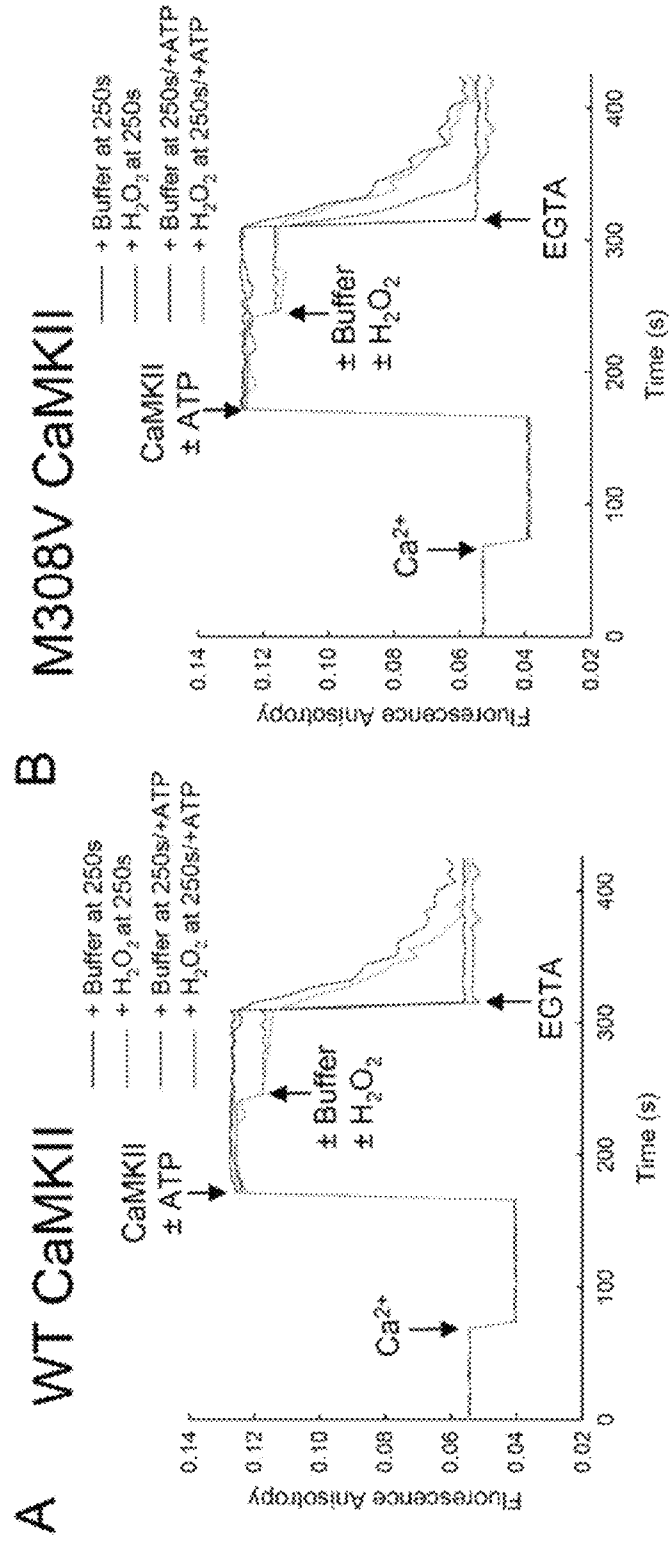 A WT CaMKII
+ Buffer at 250s
+ H₂O₂ at 250s
+ Buffer at 250s/+ATP
+ H₂O₂ at 250s/+ATP
CaMKII
± ATP
Ca²⁺
± Buffer
± H₂O₂
EGTA
Fluorescence Anisotropy
0.14
0.12
0.10
0.08
0.06
0.04
0.02
0 100 200 300 400
Time (s)
B M308V CaMKII
+ Buffer at 250s
+ H₂O₂ at 250s
+ Buffer at 250s/+ATP
+ H₂O₂ at 250s/+ATP
CaMKII
± ATP
Ca²⁺
± Buffer
± H₂O₂
EGTA
Fluorescence Anisotropy
0.14
0.12
0.10
0.08
0.06
0.04
0.02
0 100 200 300 400
Time (s)